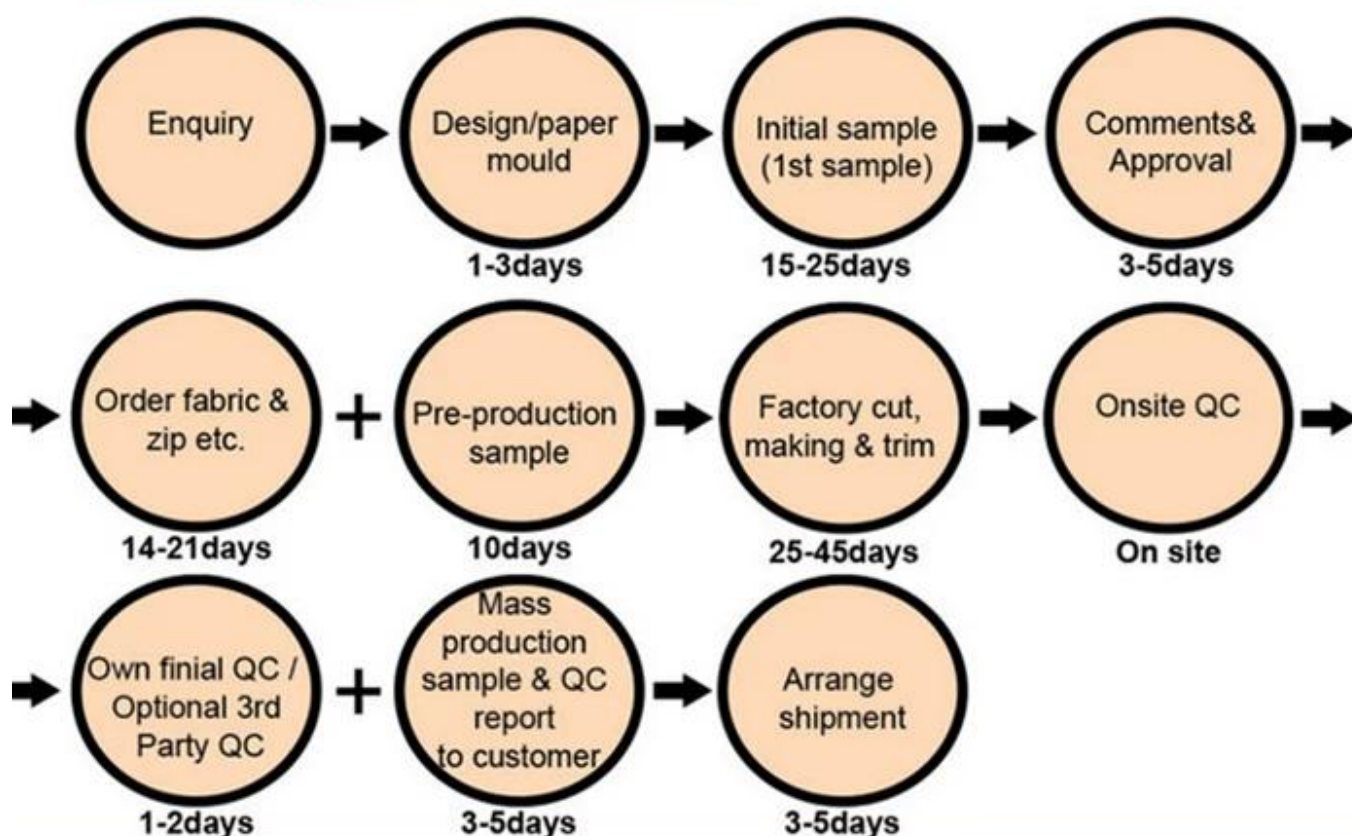 Enquiry
Design/paper
mould
Initial sample
(1st sample)
Comments&
Approval
1-3days
15-25days
3-5days
Order fabric &
zip etc.
+
Pre-production
sample
Factory cut,
making & trim
Onsite QC
14-21days
10days
25-45days
On site
Own finial QC /
Optional 3rd
Party QC
+
Mass
production
sample & QC
report
to customer
Arrange
shipment
1-2days
3-5days
3-5days